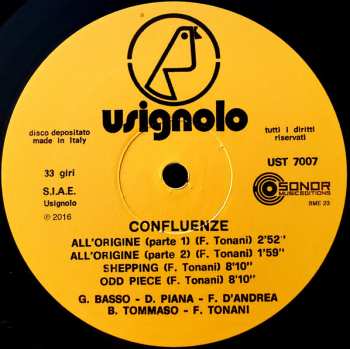 usignolo
disco depositato
made in Italy
tutti i diritti
riservati
33 giri
UST 7007
S.I.A.E.
Usignolo
SONOR
MUSIC EDITIONS
℗ 2016
SME 23
CONFLUENZE
ALL'ORIGINE (parte 1) (F. Tonani) 2'52"
ALL'ORIGINE (parte 2) (F. Tonani) 1'59"
SHEPPING (F. Tonani) 8'10"
ODD PIECE (F. Tonani) 8'10"
G. BASSO - D. PIANA - F. D'ANDREA
B. TOMMASO - F. TONANI